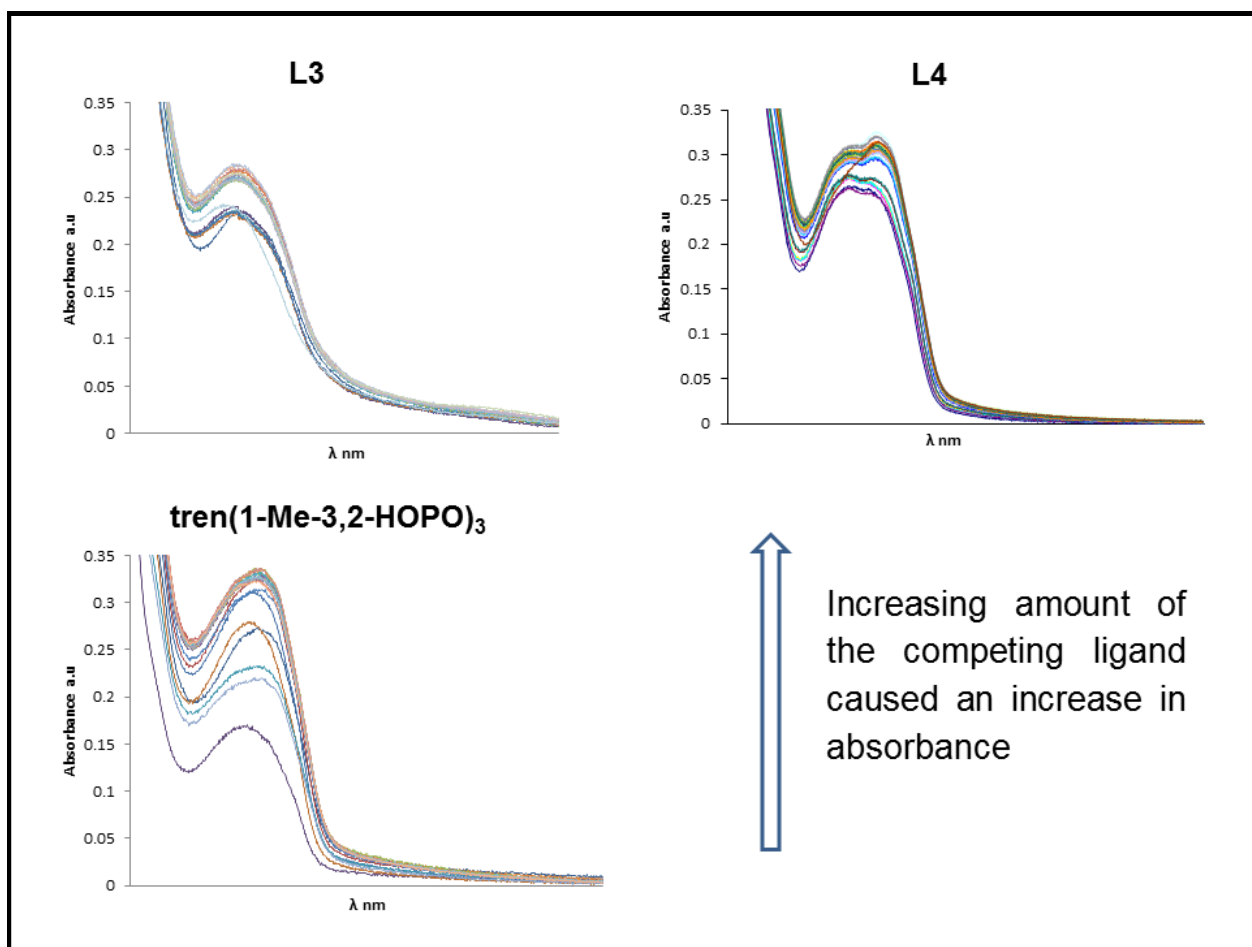 L3
0.35
0.3
0.25
0.2
0.15
0.1
0.05
0
Absorbance a.u
λ nm
L4
0.35
0.3
0.25
0.2
0.15
0.1
0.05
0
Absorbance a.u
λ nm
tren(1-Me-3,2-HOPO)₃
0.35
0.3
0.25
0.2
0.15
0.1
0.05
0
Absorbance a.u
λ nm
Increasing amount of
the competing ligand
caused an increase in
absorbance